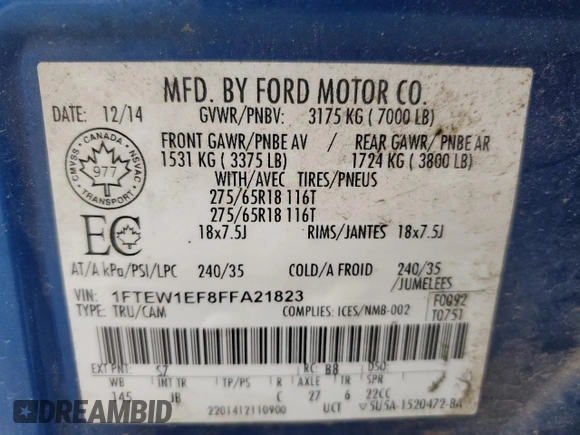 MFD. BY FORD MOTOR CO.
DATE: 12/14 GVWR/PNBV: 3175 KG ( 7000 LB)
FRONT GAWR/PNBE AV / REAR GAWR/ PNBE AR
1531 KG ( 3375 LB) 1724 KG ( 3800 LB)
WITH/AVEC TIRES/PNEUS
275/65R18 116T
275/65R18 116T
18x7.5J RIMS/JANTES 18x7.5J
CMVSS · CANADA · NSVAC
977
TRANSPORT
EC
AT/A kPa/PSI/LPC 240/35 COLD/A FROID 240/35
/JUMELEES
VIN: 1FTEW1EF8FFA21823
TYPE: TRU/CAM COMPLIES: ICES/NMB-002
F0Q92
T0751
EXT PNT: S7 RC: B8 DSO:
WB INT TR TP/PS R AXLE TR SPR
145 JB C 27 6 22CC
2201412110900 UCT 5U5A-1520472-BA
DREAMBID